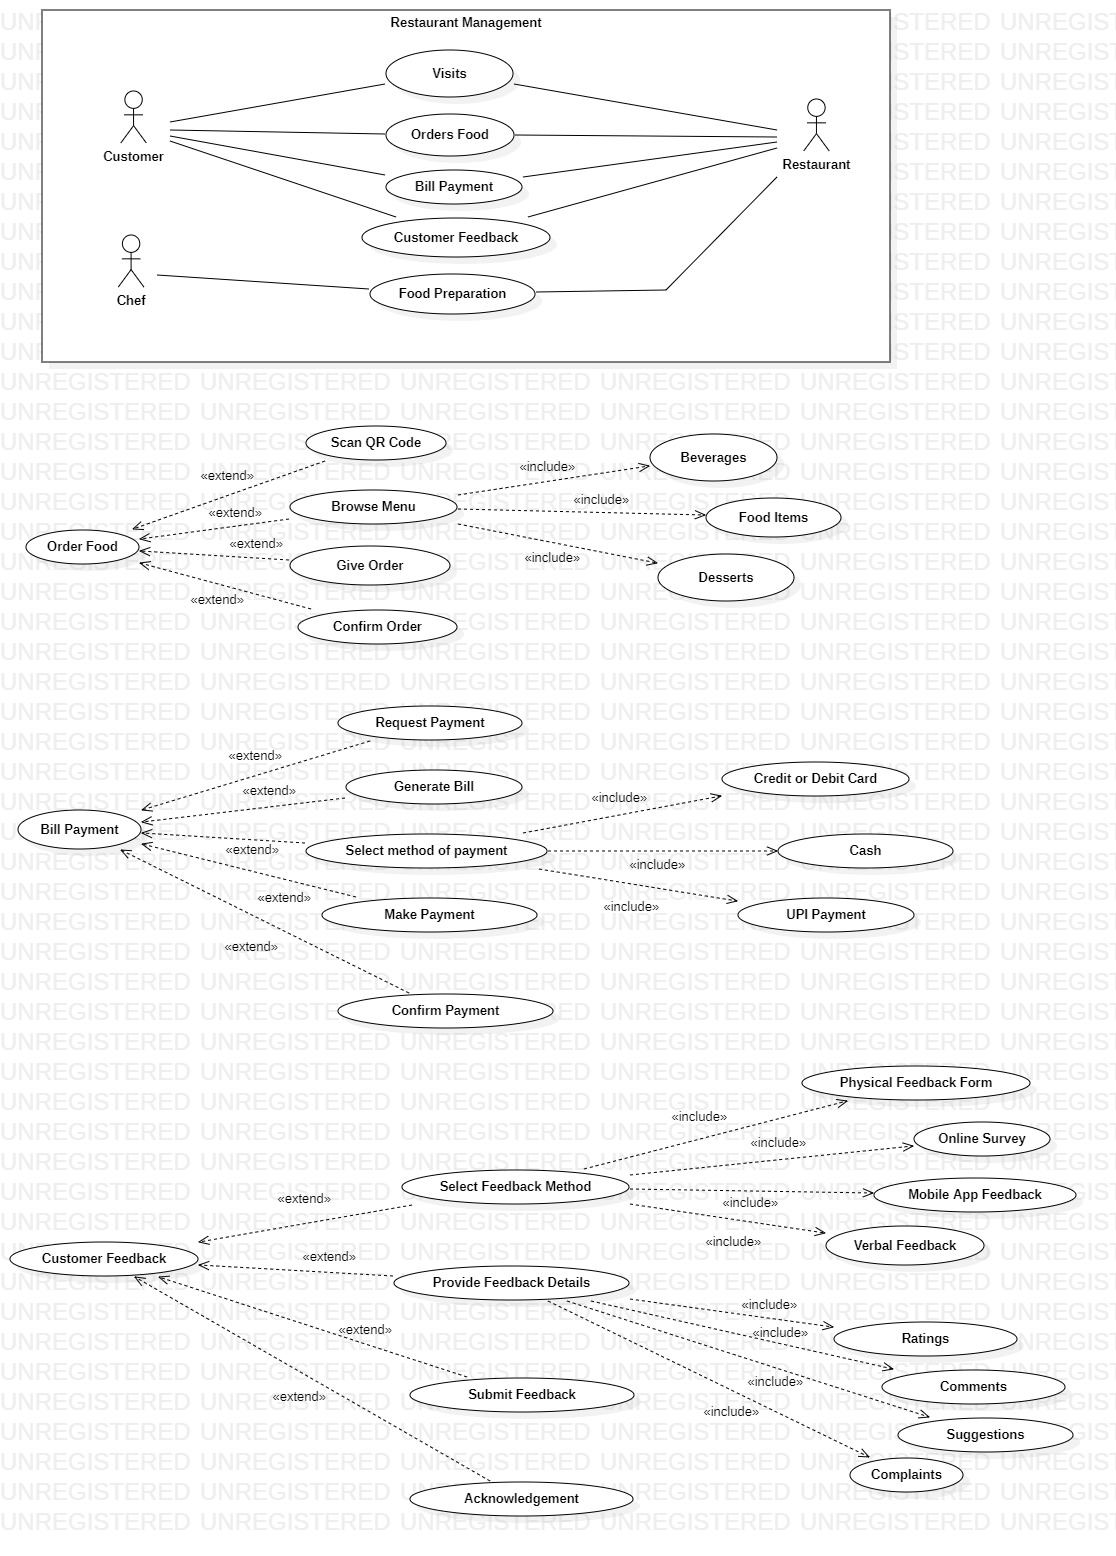 Restaurant Management
Visits
Orders Food
Customer
Restaurant
Bill Payment
Customer Feedback
Chef
Food Preparation
UNREGISTERED
Scan QR Code
Beverages
«include»
«extend»
Browse Menu
«include»
«extend»
Food Items
Order Food
«extend»
Give Order
«include»
Desserts
«extend»
Confirm Order
Request Payment
«extend»
Generate Bill
Credit or Debit Card
«extend»
«include»
Bill Payment
Select method of payment
Cash
«extend»
«include»
«extend»
«include»
Make Payment
UPI Payment
«extend»
Confirm Payment
Physical Feedback Form
«include»
Online Survey
«include»
Select Feedback Method
Mobile App Feedback
«extend»
«include»
«include»
Verbal Feedback
Customer Feedback
«extend»
Provide Feedback Details
«include»
«extend»
«include»
Ratings
«include»
Comments
«extend»
Submit Feedback
«include»
Suggestions
Complaints
Acknowledgement